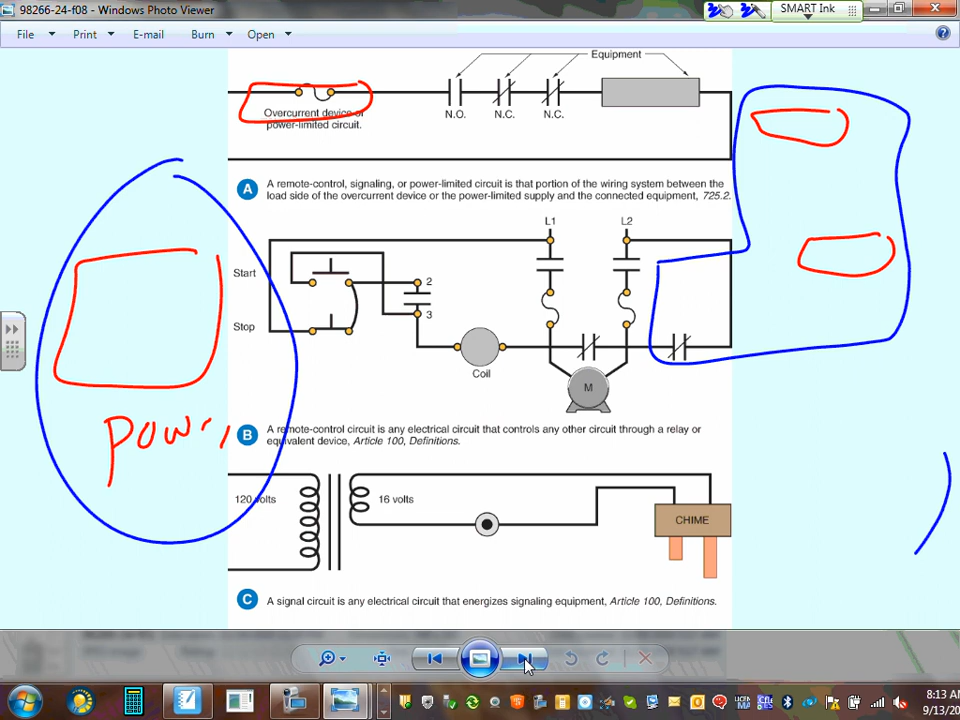 98266-24-f08 - Windows Photo Viewer
SMART Ink
File Print E-mail Burn Open
Equipment
Overcurrent device or
power-limited circuit.
N.O. N.C. N.C.
A A remote-control, signaling, or power-limited circuit is that portion of the wiring system between the
load side of the overcurrent device or the power-limited supply and the connected equipment, 725.2.
L1 L2
Start
2
3
Stop
Coil
M
Power
B A remote-control circuit is any electrical circuit that controls any other circuit through a relay or
equivalent device, Article 100, Definitions.
120 volts 16 volts
CHIME
C A signal circuit is any electrical circuit that energizes signaling equipment, Article 100, Definitions.
8:13 AM
9/13/20